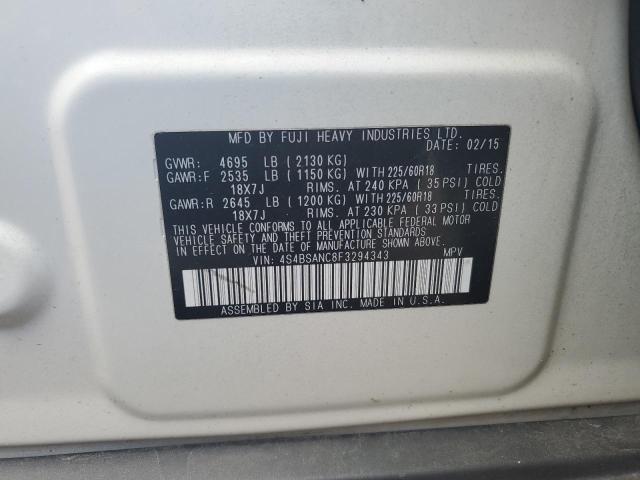 MFD BY FUJI HEAVY INDUSTRIES LTD.
DATE: 02/15
GVWR: 4695 LB ( 2130 KG)
GAWR:F 2535 LB ( 1150 KG) WITH 225/60R18 TIRES.
18X7J RIMS. AT 240 KPA ( 35 PSI) COLD
GAWR:R 2645 LB ( 1200 KG) WITH 225/60R18 TIRES.
18X7J RIMS. AT 230 KPA ( 33 PSI) COLD
THIS VEHICLE CONFORMS TO ALL APPLICABLE FEDERAL MOTOR
VEHICLE SAFETY AND THEFT PREVENTION STANDARDS
IN EFFECT ON THE DATE OF MANUFACTURE SHOWN ABOVE.
VIN: 4S4BSANC8F3294343 MPV
ASSEMBLED BY SIA INC. MADE IN U.S.A.